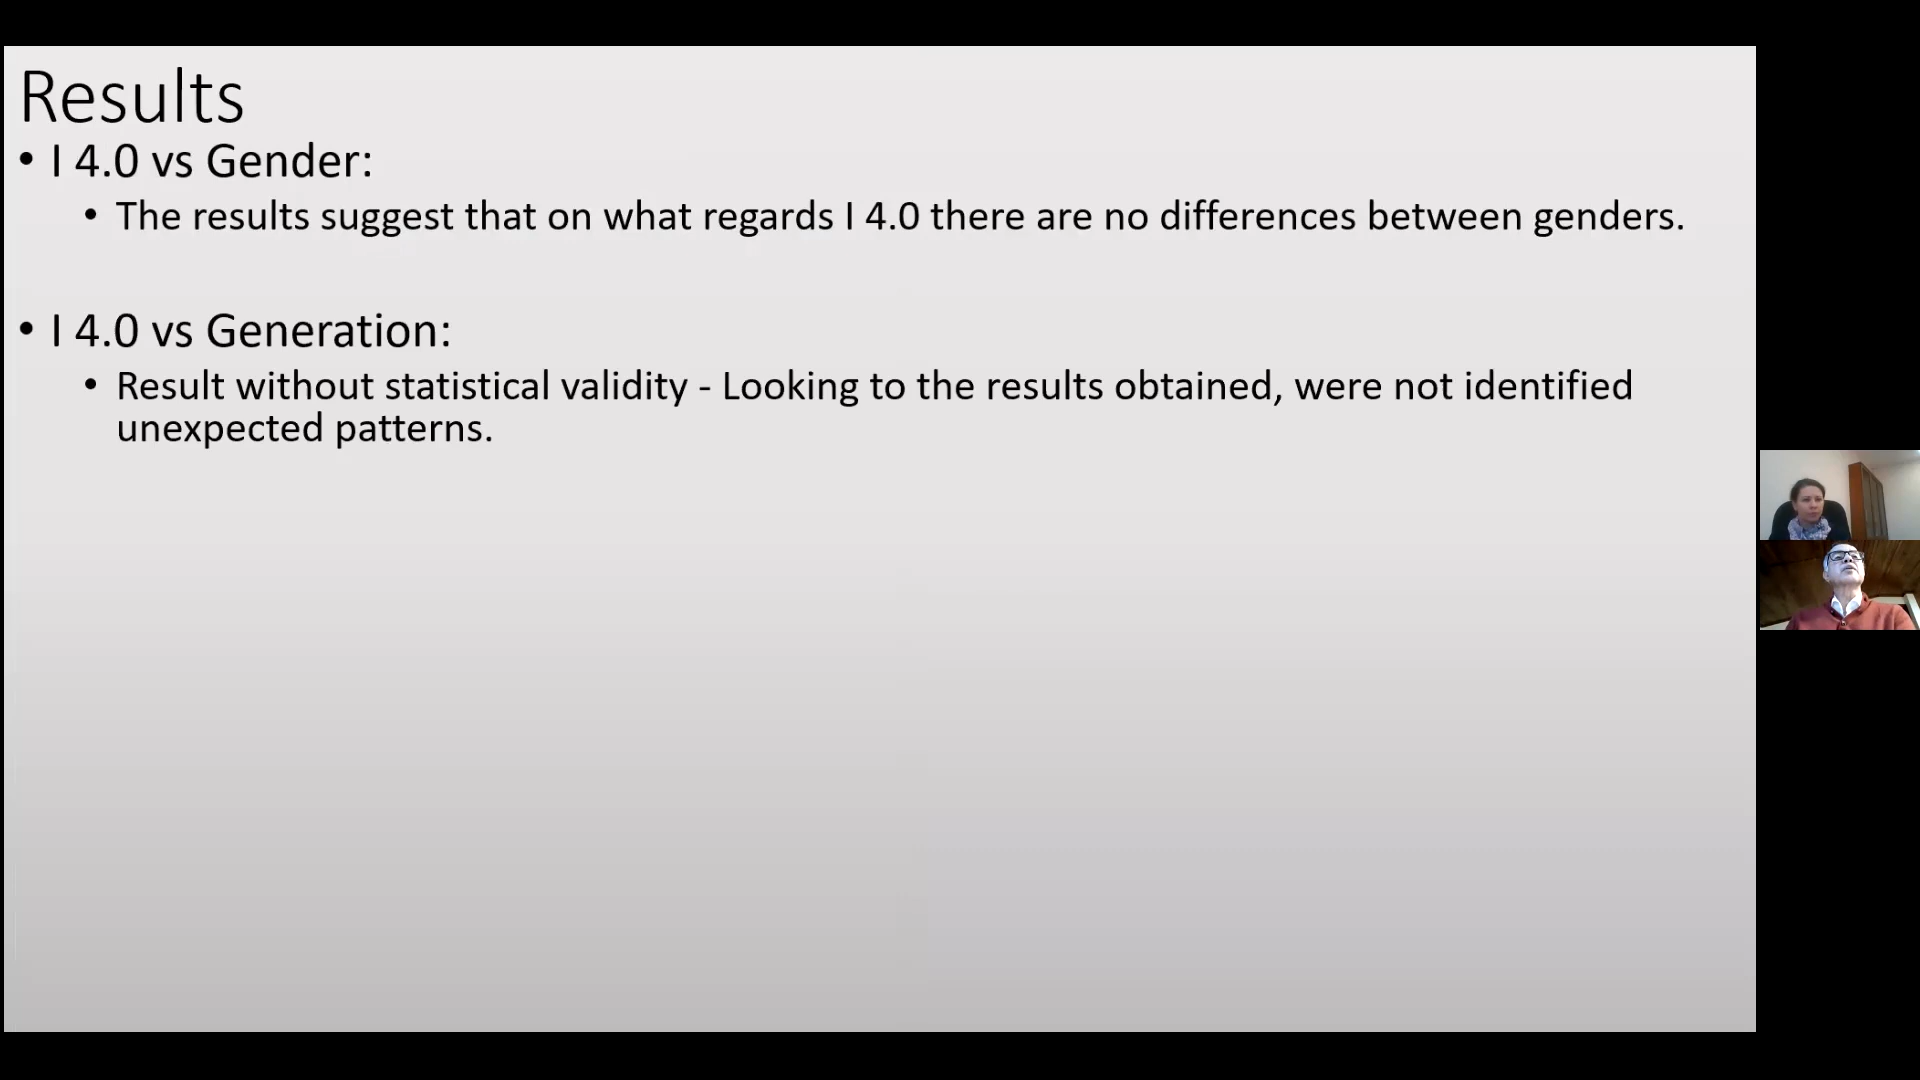 Results
• I 4.0 vs Gender:
• The results suggest that on what regards I 4.0 there are no differences between genders.
• I 4.0 vs Generation:
• Result without statistical validity - Looking to the results obtained, were not identified
unexpected patterns.